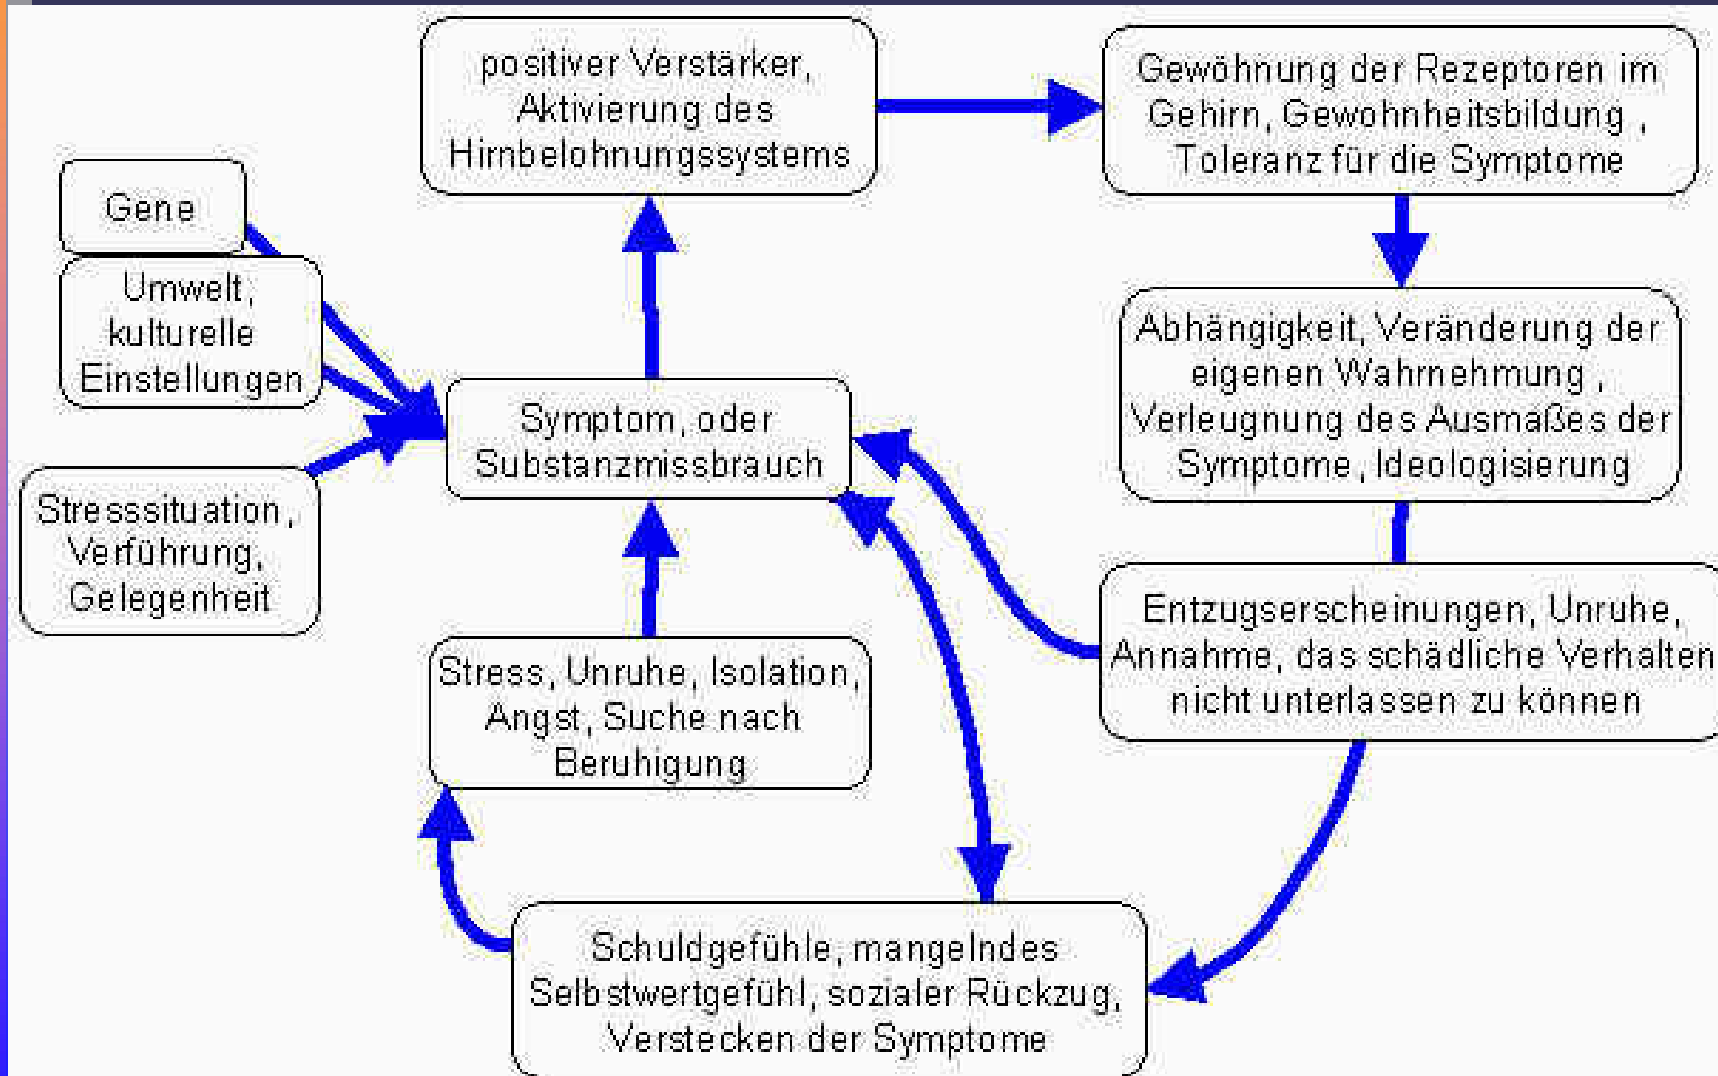 positiver Verstärker,
Aktivierung des
Hirnbelohnungssystems
Gewöhnung der Rezeptoren im
Gehirn, Gewohnheitsbildung ,
Toleranz für die Symptome
Gene
Umwelt,
kulturelle
Einstellungen
Stresssituation,
Verführung,
Gelegenheit
Symptom, oder
Substanzmissbrauch
Abhängigkeit, Veränderung der
eigenen Wahrnehmung ,
Verleugnung des Ausmaßes der
Symptome, Ideologisierung
Entzugserscheinungen, Unruhe,
Annahme, das schädliche Verhalten
nicht unterlassen zu können
Stress, Unruhe, Isolation,
Angst, Suche nach
Beruhigung
Schuldgefühle, mangelndes
Selbstwertgefühl, sozialer Rückzug,
Verstecken der Symptome